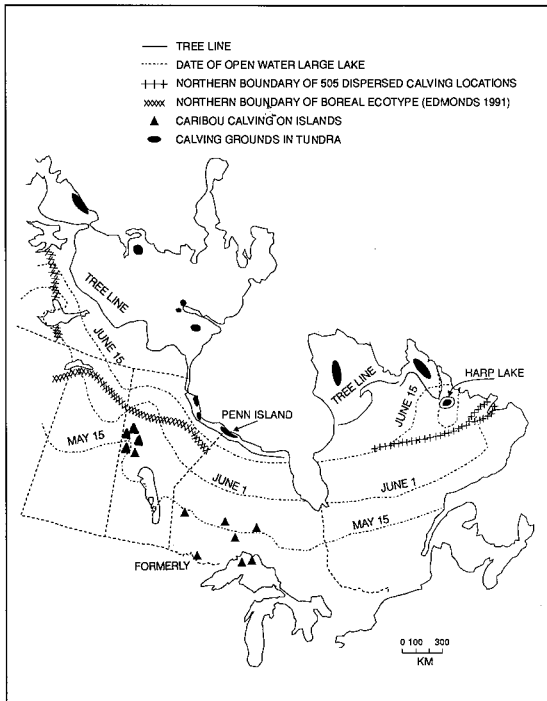 TREE LINE
DATE OF OPEN WATER LARGE LAKE
NORTHERN BOUNDARY OF 505 DISPERSED CALVING LOCATIONS
NORTHERN BOUNDARY OF BOREAL ECOTYPE (EDMONDS 1991)
CARIBOU CALVING ON ISLANDS
CALVING GROUNDS IN TUNDRA
TREE LINE
JUNE 15
TREE LINE
JUNE 15
HARP LAKE
PENN ISLAND
MAY 15
JUNE 1
JUNE 1
MAY 15
FORMERLY
0 100 300
KM